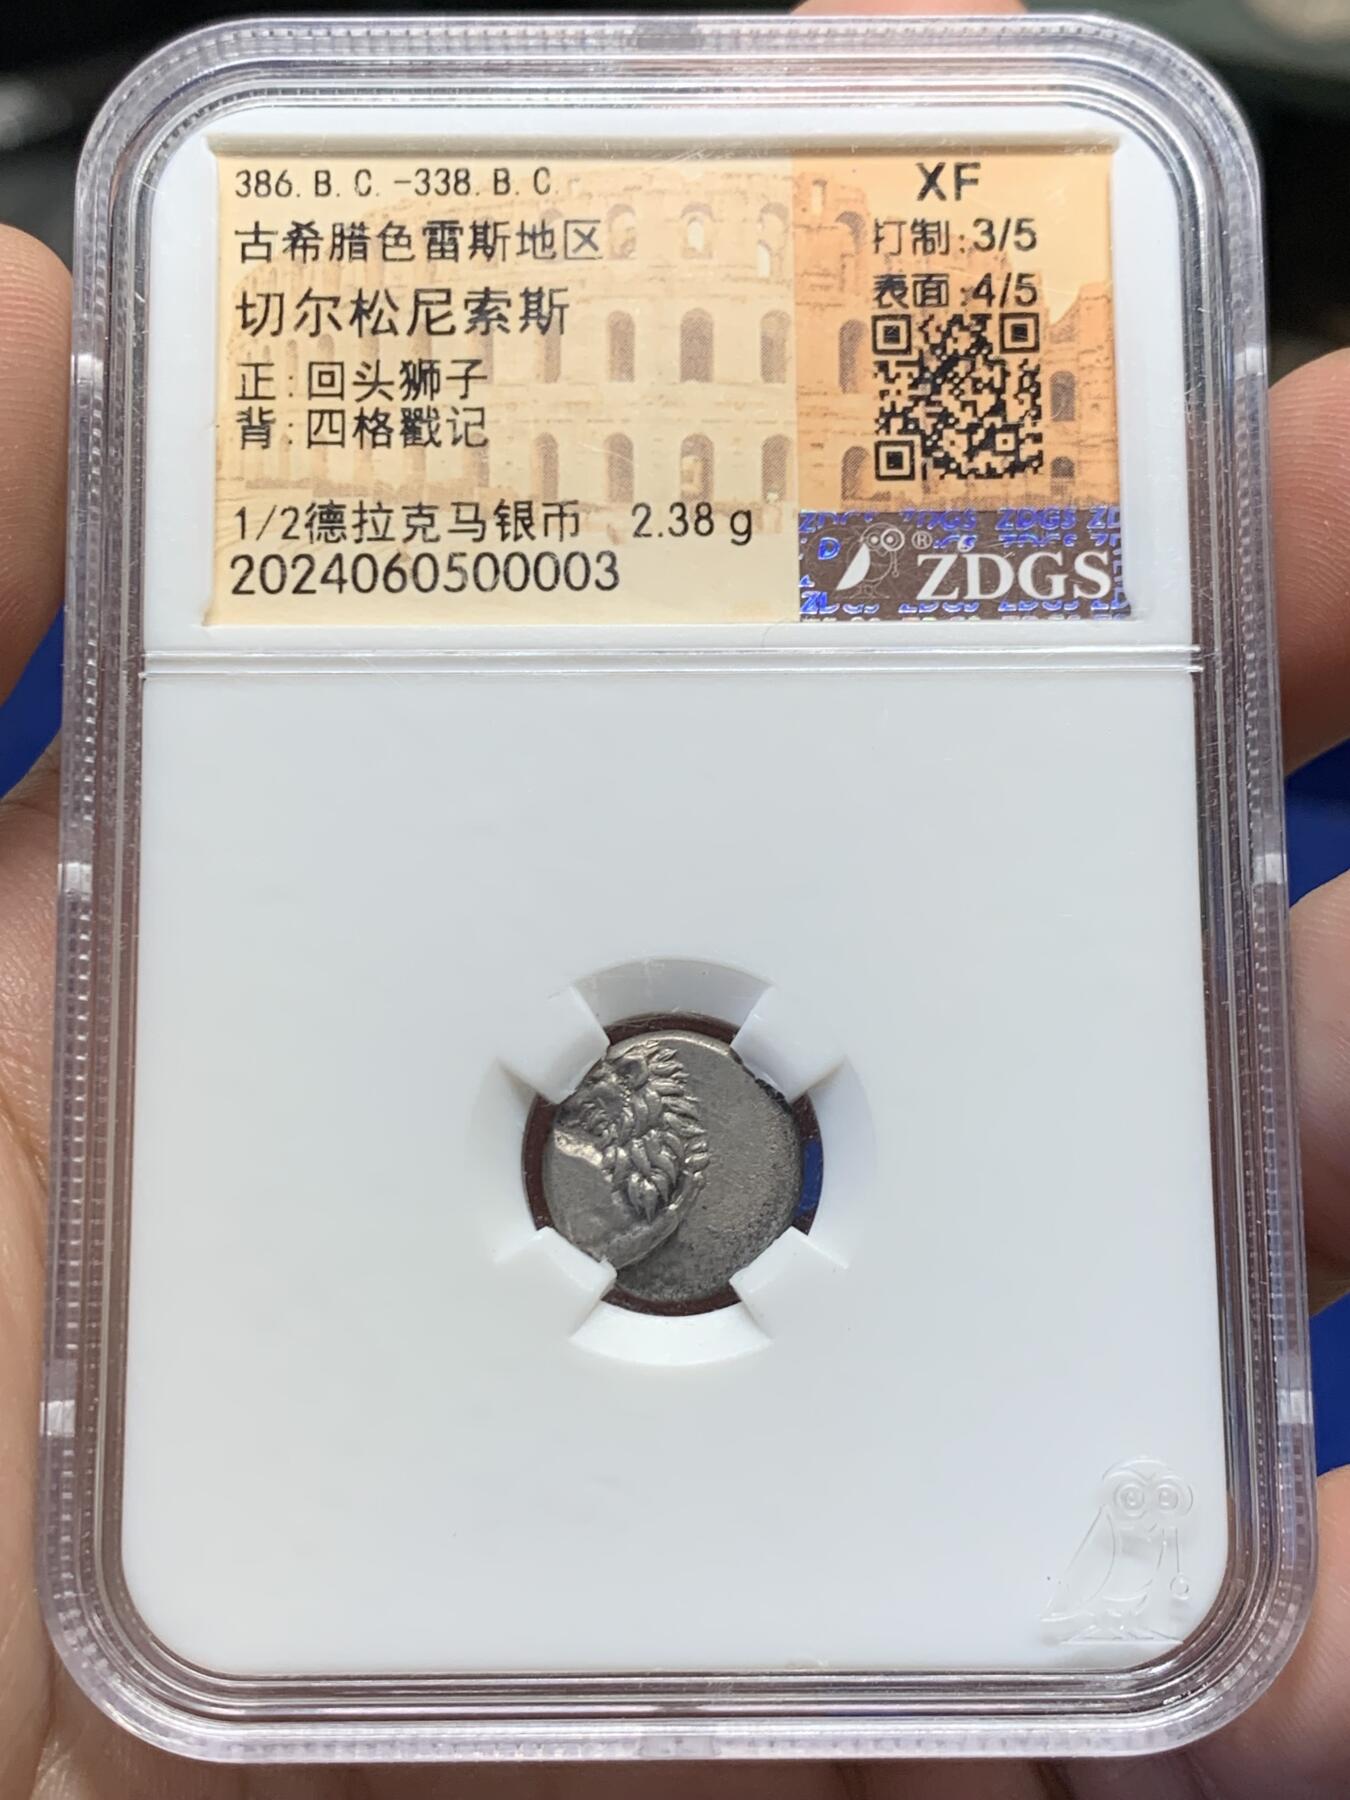 386.B.C.-338.B.C.
古希腊色雷斯地区
切尔松尼索斯
正:回头狮子
背:四格戳记
1/2德拉克马银币 2.38 g
2024060500003
XF
打制:3/5
表面:4/5
ZDGS®